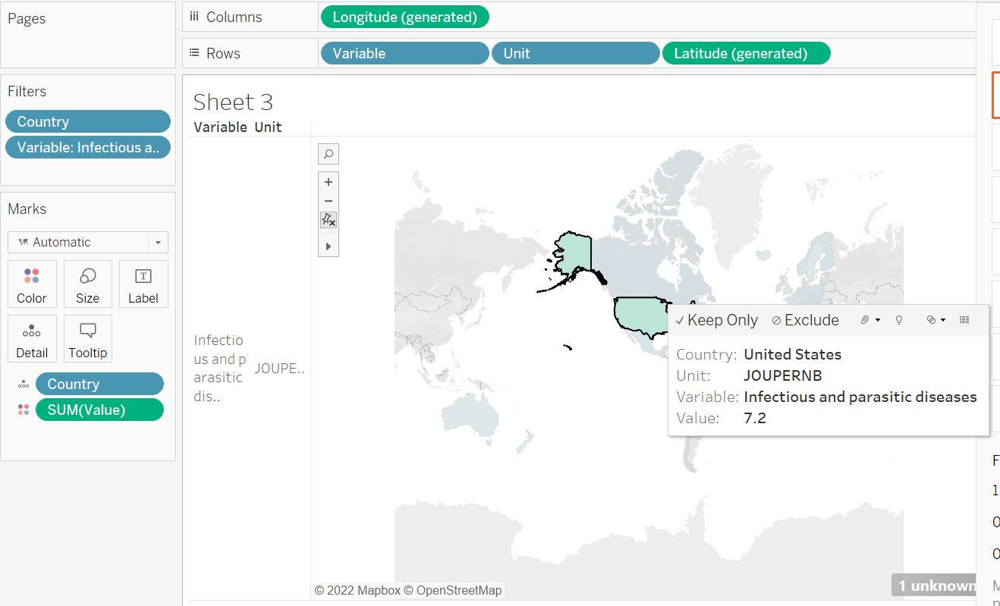 Pages
Columns
Longitude (generated)
Rows
Variable
Unit
Latitude (generated)
Filters
Country
Variable: Infectious a..
Marks
Automatic
Color
Size
Label
Detail
Tooltip
Country
SUM(Value)
Sheet 3
Variable Unit
Infectio
us and p
arasitic
dis..
JOUPE..
Keep Only
Exclude
Country: United States
Unit: JOUPERNB
Variable: Infectious and parasitic diseases
Value: 7.2
© 2022 Mapbox © OpenStreetMap
1 unknown
F
1
0
0
M